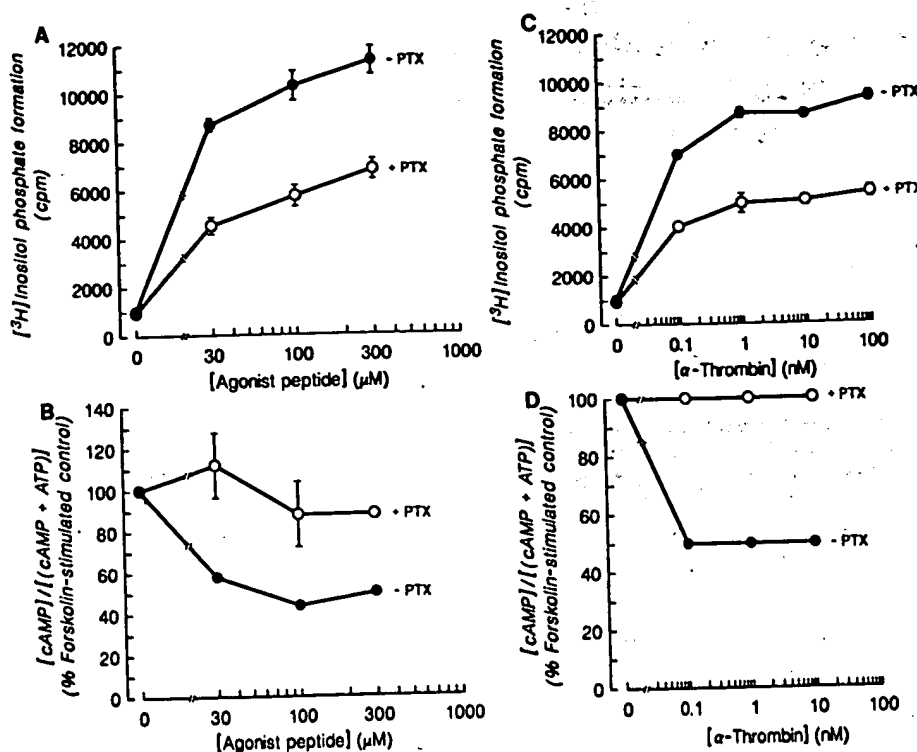 A
[³H]Inositol phosphate formation
(cpm)
12000
10000
8000
6000
4000
2000
0
- PTX
+ PTX
0 30 100 300 1000
[Agonist peptide] (μM)
B
[cAMP]/[(cAMP + ATP)]
(% Forskolin-stimulated control)
140
120
100
80
60
40
20
0
+ PTX
- PTX
0 30 100 300 1000
[Agonist peptide] (μM)
C
[³H]Inositol phosphate formation
(cpm)
12000
10000
8000
6000
4000
2000
0
- PTX
+ PTX
0 0.1 1 10 100
[α-Thrombin] (nM)
D
[cAMP]/[(cAMP + ATP)]
(% Forskolin-stimulated control)
100
80
60
40
20
0
+ PTX
- PTX
0 0.1 1 10 100
[α-Thrombin] (nM)